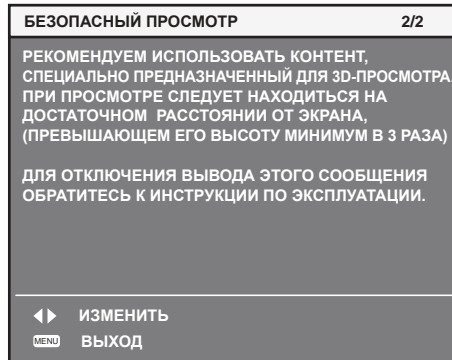 БЕЗОПАСНЫЙ ПРОСМОТР 2/2
РЕКОМЕНДУЕМ ИСПОЛЬЗОВАТЬ КОНТЕНТ,
СПЕЦИАЛЬНО ПРЕДНАЗНАЧЕННЫЙ ДЛЯ 3D-ПРОСМОТРА.
ПРИ ПРОСМОТРЕ СЛЕДУЕТ НАХОДИТЬСЯ НА
ДОСТАТОЧНОМ РАССТОЯНИИ ОТ ЭКРАНА,
(ПРЕВЫШАЮЩЕМ ЕГО ВЫСОТУ МИНИМУМ В 3 РАЗА)
ДЛЯ ОТКЛЮЧЕНИЯ ВЫВОДА ЭТОГО СООБЩЕНИЯ
ОБРАТИТЕСЬ К ИНСТРУКЦИИ ПО ЭКСПЛУАТАЦИИ.
ИЗМЕНИТЬ
MENU ВЫХОД